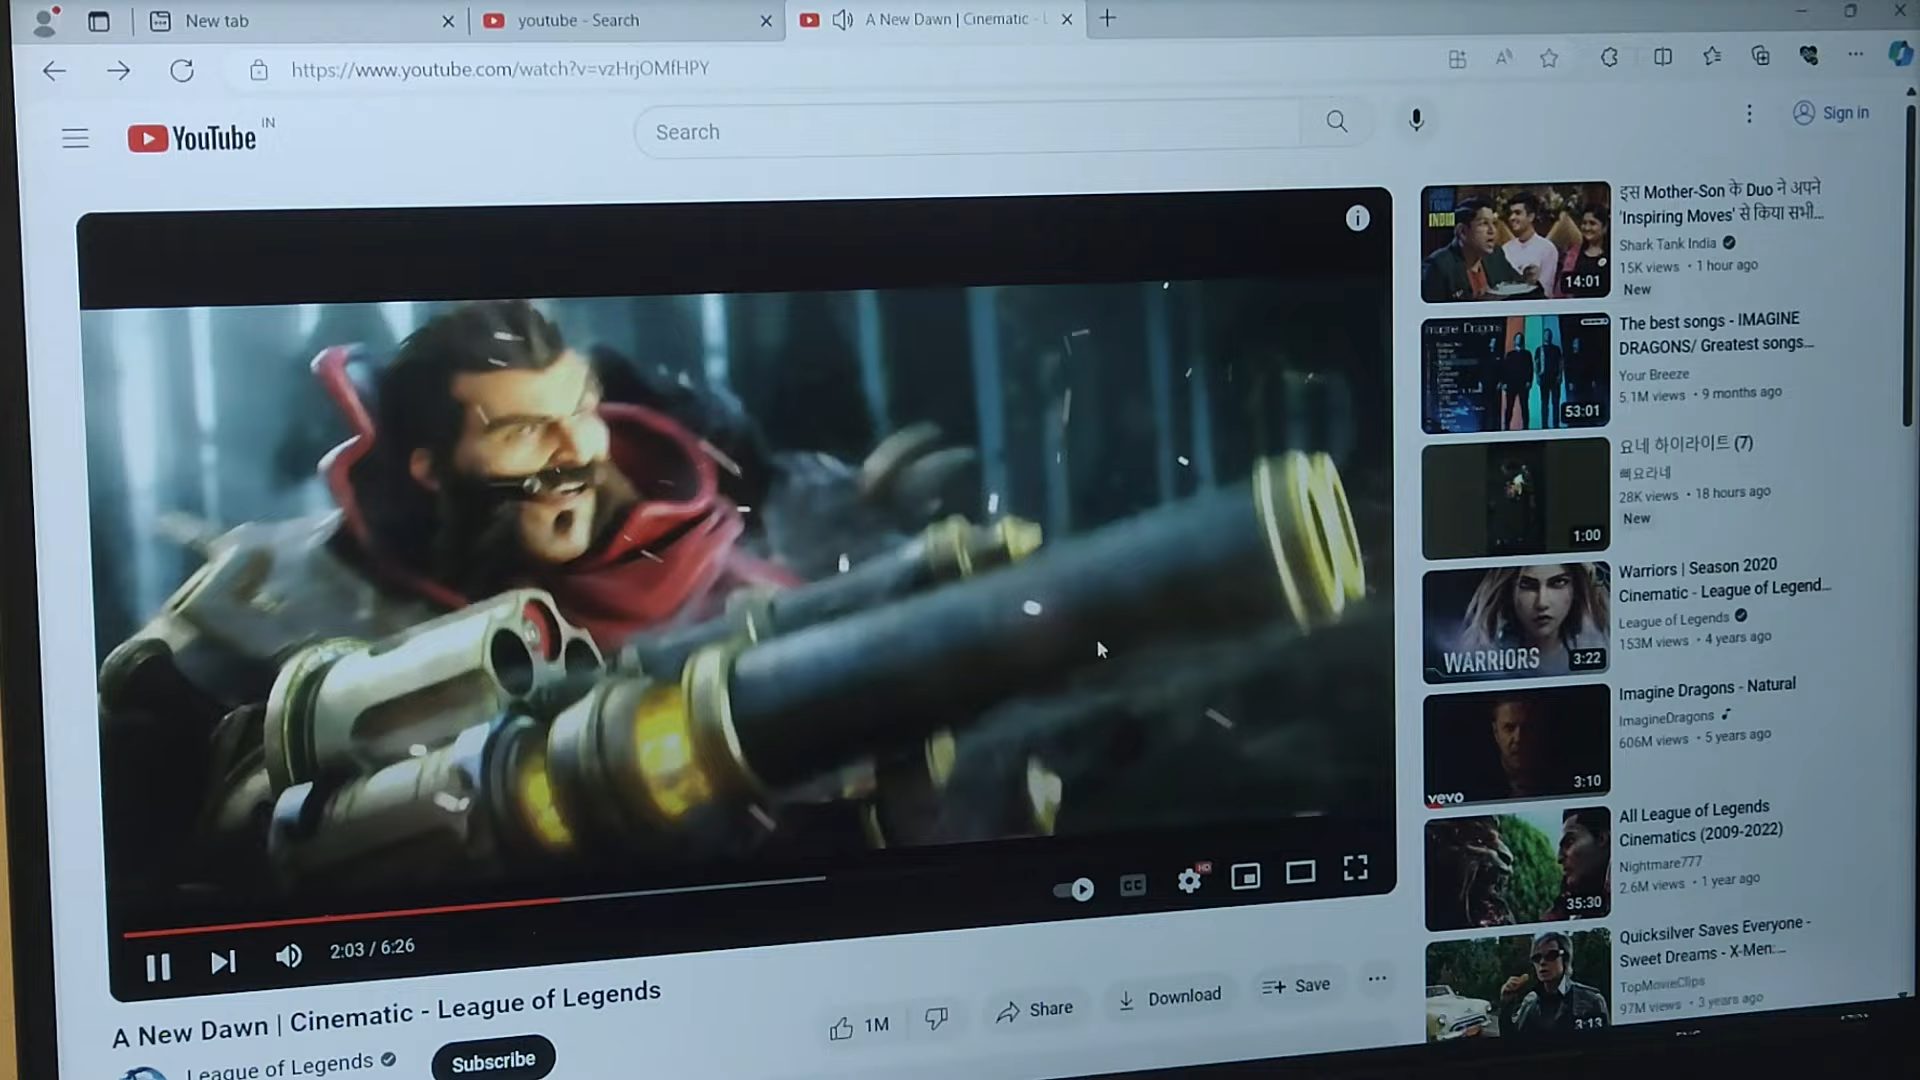 New tab
youtube - Search
A New Dawn | Cinematic - L
https://www.youtube.com/watch?v=vzHrjOMfHPY
YouTube IN
Search
Sign in
INDIA
14:01
इस Mother-Son के Duo ने अपने
'Inspiring Moves' से किया सभी...
Shark Tank India
15K views • 1 hour ago
New
Imagine Dragons
53:01
The best songs - IMAGINE
DRAGONS/ Greatest songs...
Your Breeze
5.1M views • 9 months ago
1:00
요네 하이라이트 (7)
뻬요라네
28K views • 18 hours ago
New
WARRIORS
3:22
Warriors | Season 2020
Cinematic - League of Legend...
League of Legends
153M views • 4 years ago
vevo
3:10
Imagine Dragons - Natural
ImagineDragons
606M views • 5 years ago
35:30
All League of Legends
Cinematics (2009-2022)
Nightmare777
2.6M views • 1 year ago
3:13
Quicksilver Saves Everyone -
Sweet Dreams - X-Men:...
TopMovieClips
97M views • 3 years ago
CC
HD
2:03 / 6:26
A New Dawn | Cinematic - League of Legends
League of Legends
Subscribe
1M
Share
Download
Save